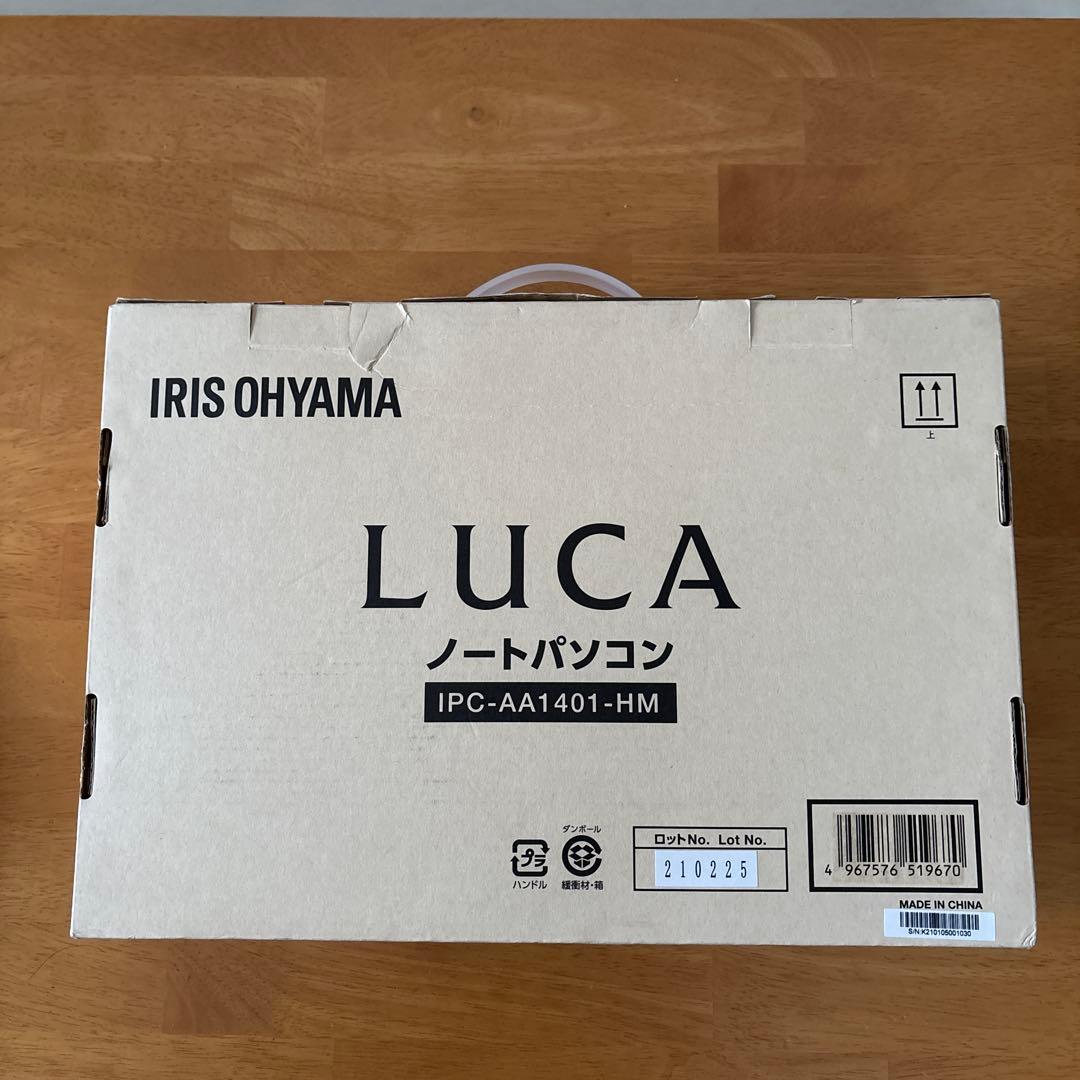 IRIS OHYAMA
上
LUCA
ノートパソコン
IPC-AA1401-HM
プラ
ハンドル
ダンボール
緩衝材・箱
ロットNo. Lot No.
210225
4 967576 519670
MADE IN CHINA
S/N:K210105001030